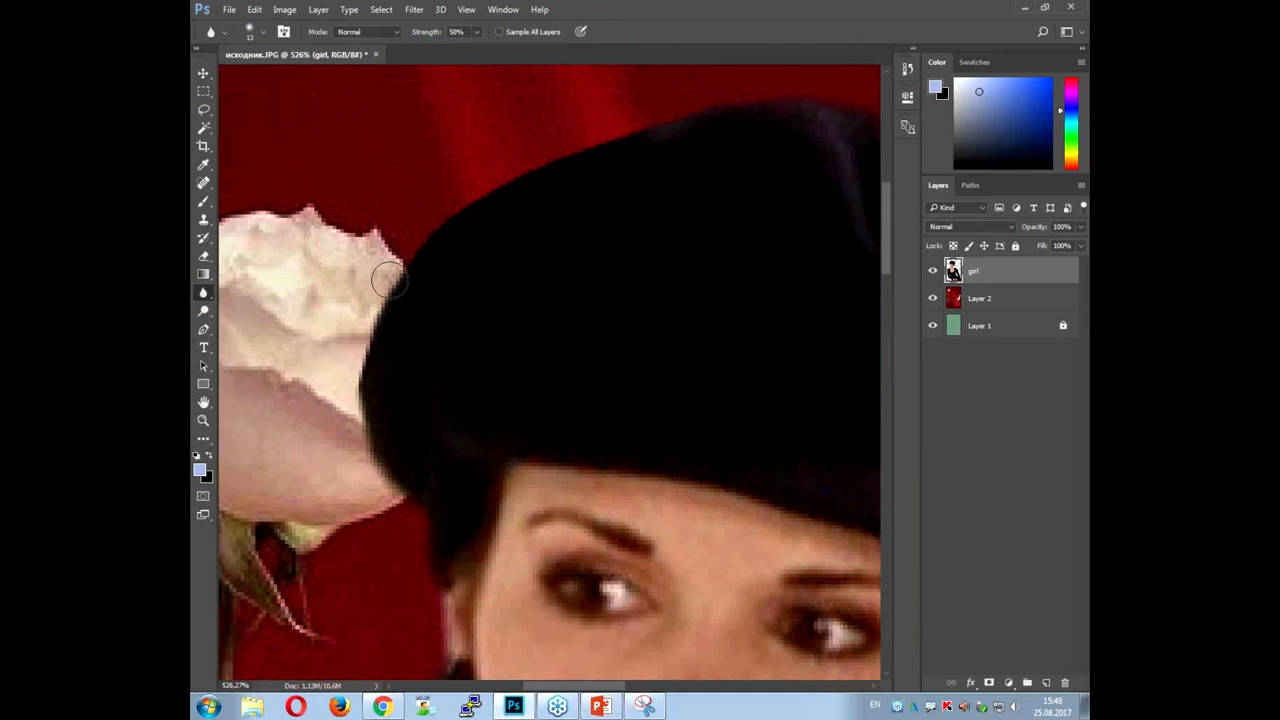 Ps File Edit Image Layer Type Select Filter 3D View Window Help
13 Mode: Normal Strength: 50% Sample All Layers
исходник.JPG @ 526% (girl, RGB/8#) * ×
Color Swatches
Layers Paths
Kind
Normal Opacity: 100%
Lock: Fill: 100%
girl
Layer 2
Layer 1
526,27% Doc: 1.13M/10.6M
EN 15:48
25.08.2017